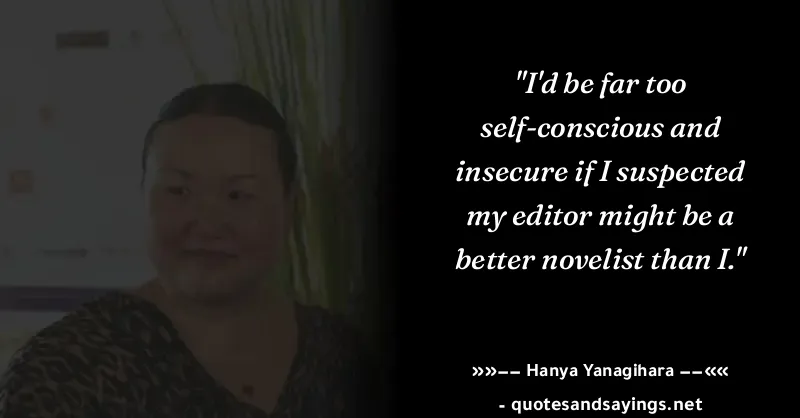 "I'd be far too
self-conscious and
insecure if I suspected
my editor might be a
better novelist than I."
»»−− Hanya Yanagihara −−««
- quotesandsayings.net